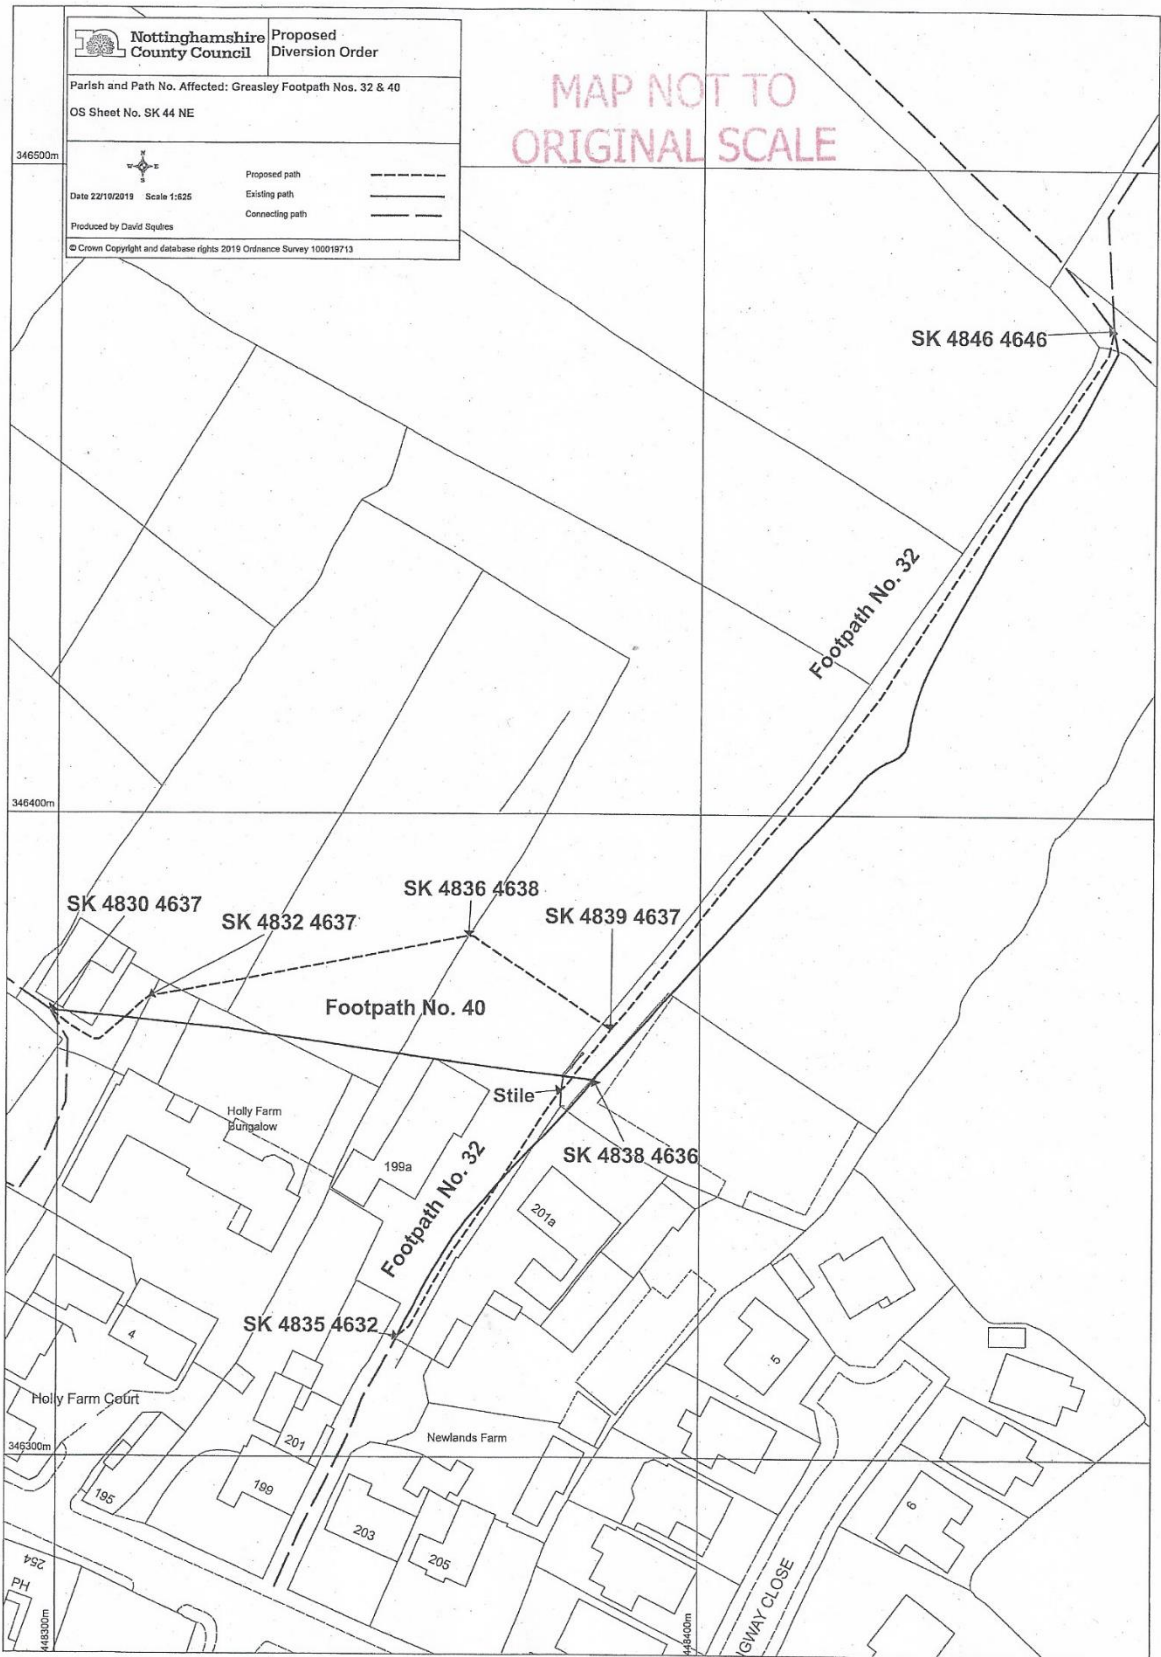 Nottinghamshire
County Council
Proposed
Diversion Order
Parish and Path No. Affected: Greasley Footpath Nos. 32 & 40
OS Sheet No. SK 44 NE
N
W E
S
Date 22/10/2019 Scale 1:625
Proposed path
Existing path
Connecting path
Produced by David Squires
© Crown Copyright and database rights 2019 Ordnance Survey 100019713
MAP NOT TO
ORIGINAL SCALE
346500m
SK 4846 4646
Footpath No. 32
346400m
SK 4830 4637
SK 4832 4637
SK 4836 4638
SK 4839 4637
Footpath No. 40
Stile
SK 4838 4636
Holly Farm
Bungalow
199a
Footpath No. 32
201a
SK 4835 4632
4
5
Holly Farm Court
Newlands Farm
346300m
201
199
195
203
205
6
254
PH
448300m
448400m
IGWAY CLOSE